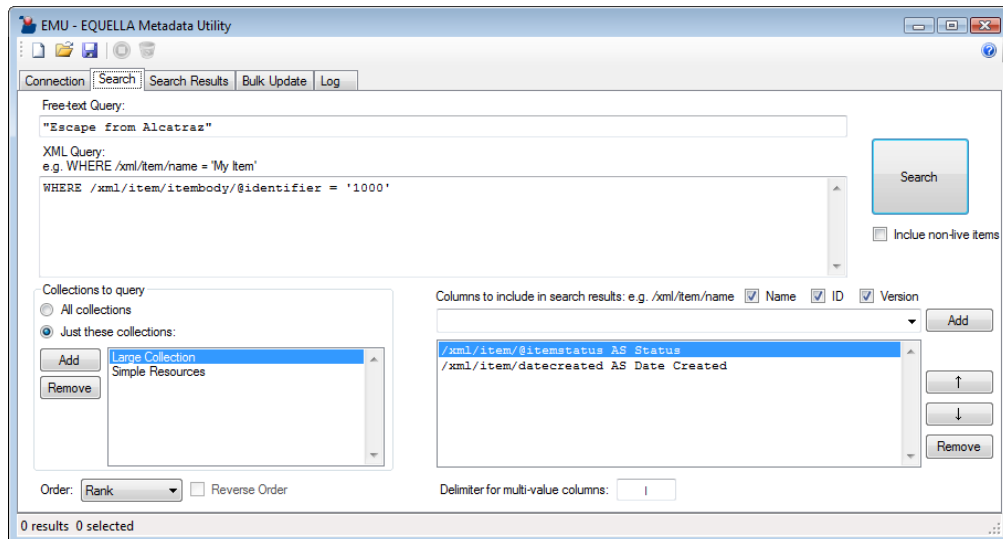 EMU - EQUELLA Metadata Utility
Connection Search Search Results Bulk Update Log
Free-text Query:
"Escape from Alcatraz"
XML Query:
e.g. WHERE /xml/item/name = 'My Item'
WHERE /xml/item/itembody/@identifier = '1000'
Search
Inclue non-live items
Collections to query
All collections
Just these collections:
Add
Remove
Large Collection
Simple Resources
Columns to include in search results: e.g. /xml/item/name Name ID Version
Add
/xml/item/@itemstatus AS Status
/xml/item/datecreated AS Date Created
↑
↓
Remove
Order: Rank Reverse Order
Delimiter for multi-value columns: |
0 results 0 selected